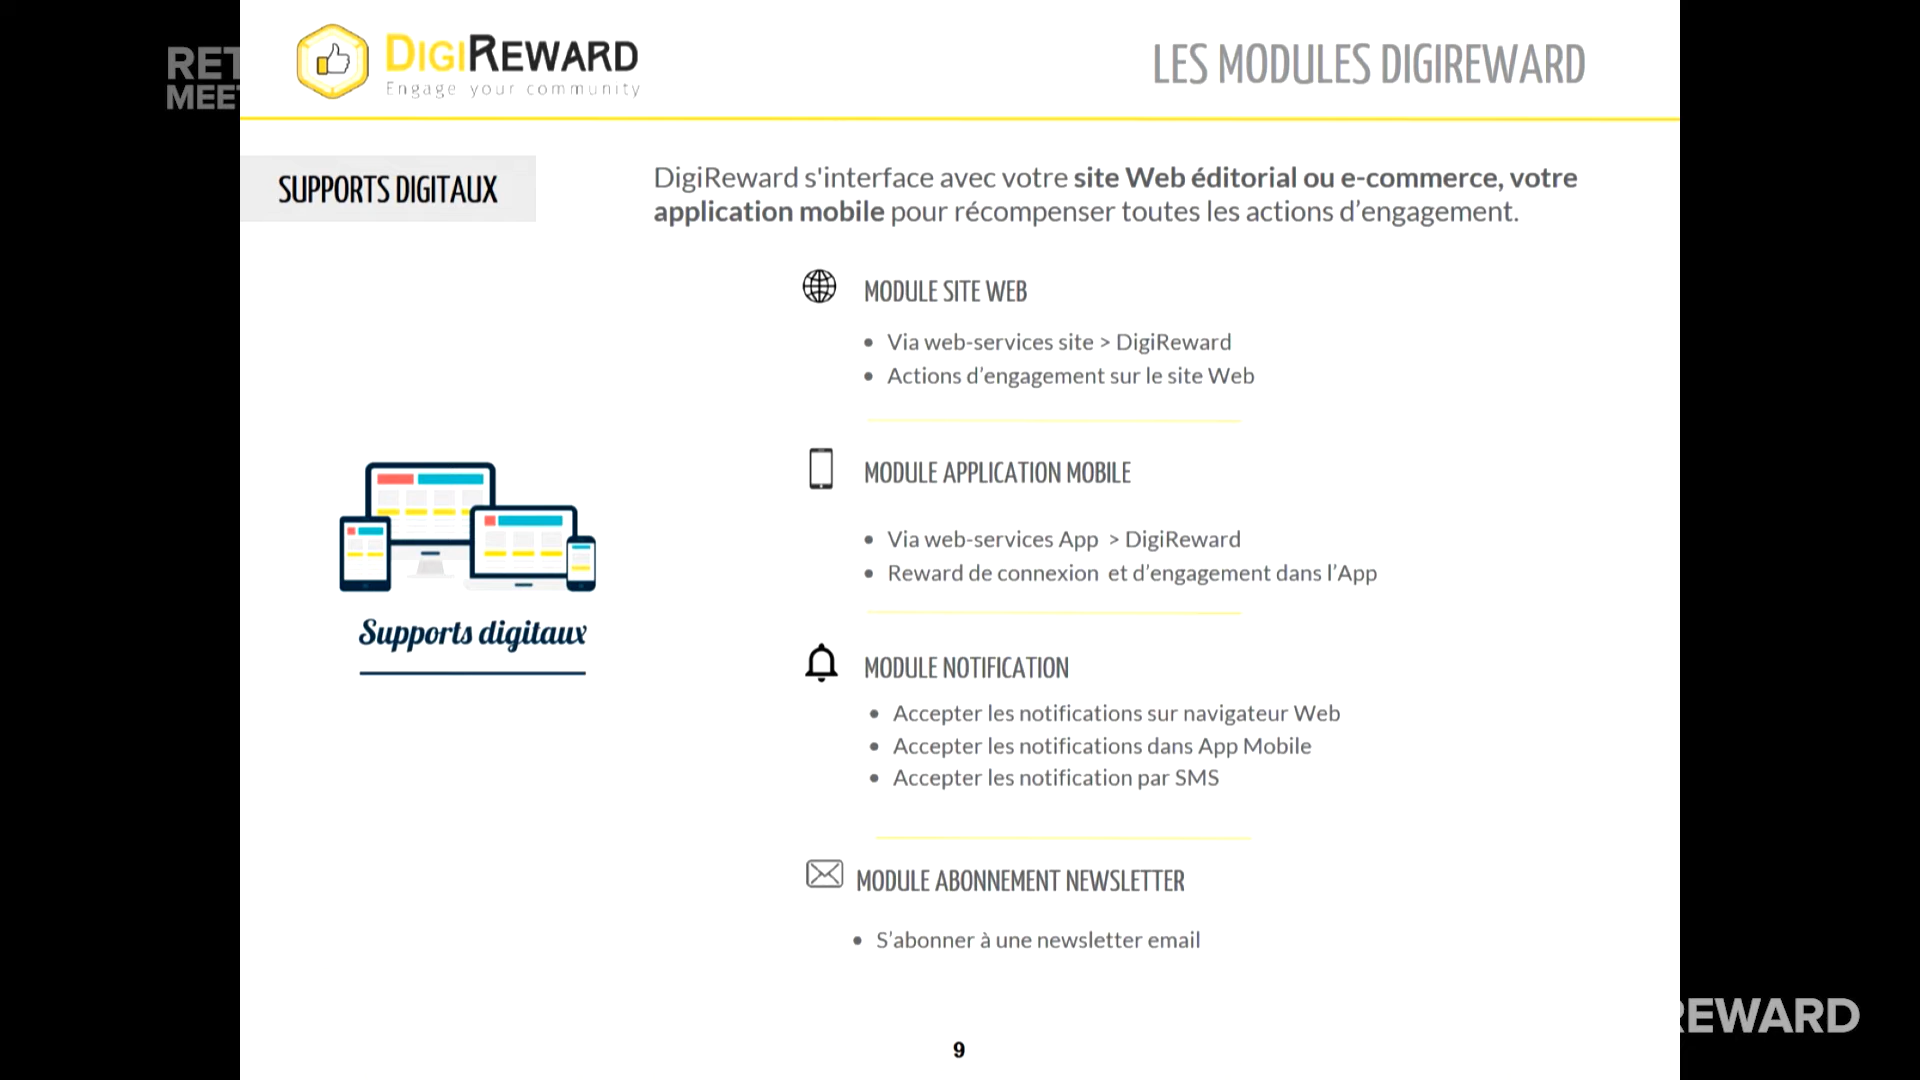 RET
MEET
DIGIREWARD
Engage your community
LES MODULES DIGIREWARD
SUPPORTS DIGITAUX
DigiReward s'interface avec votre site Web éditorial ou e-commerce, votre
application mobile pour récompenser toutes les actions d’engagement.
MODULE SITE WEB
• Via web-services site > DigiReward
• Actions d’engagement sur le site Web
MODULE APPLICATION MOBILE
• Via web-services App > DigiReward
• Reward de connexion et d’engagement dans l’App
Supports digitaux
MODULE NOTIFICATION
• Accepter les notifications sur navigateur Web
• Accepter les notifications dans App Mobile
• Accepter les notification par SMS
MODULE ABONNEMENT NEWSLETTER
• S’abonner à une newsletter email
REWARD
9